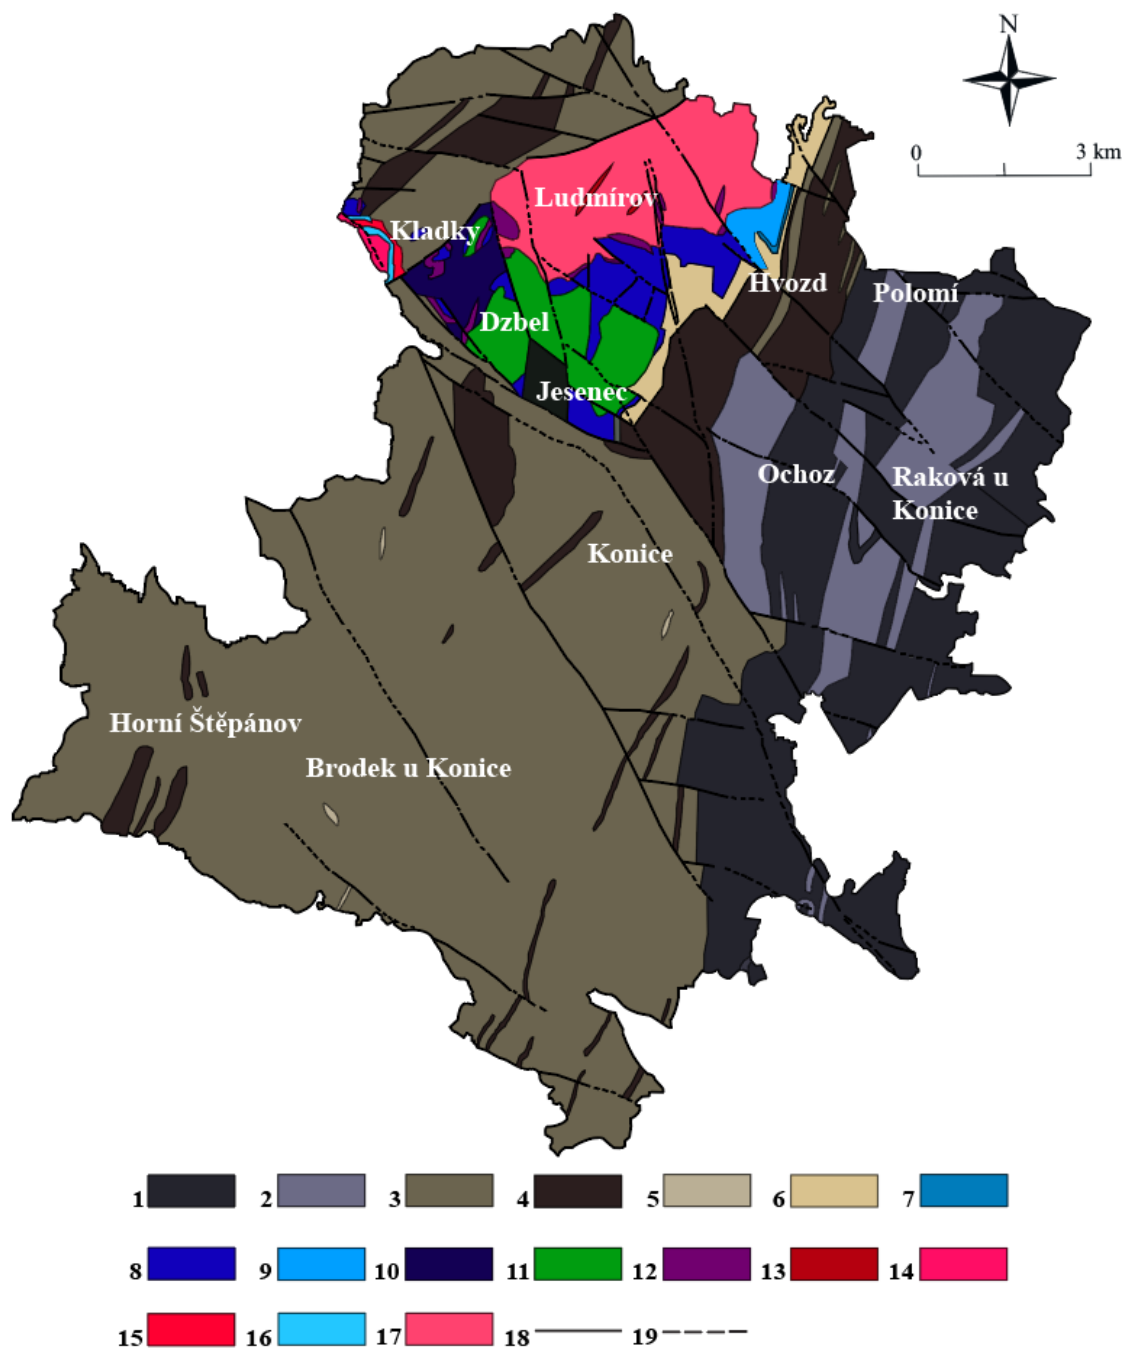 N
0 3 km
Ludmírov
Kladky
Hvozd
Polomí
Dzbel
Jesenec
Ochoz
Raková u
Konice
Konice
Horní Štěpánov
Brodek u Konice
1 2 3 4 5 6 7
8 9 10 11 12 13 14
15 16 17 18 19